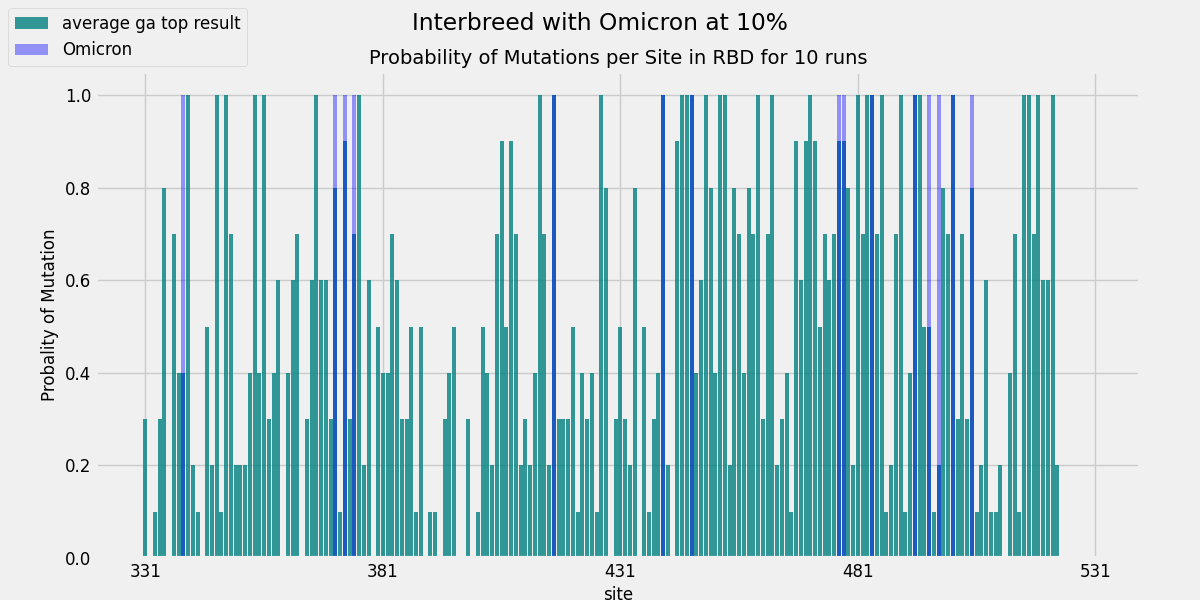 Interbreed with Omicron at 10%
average ga top result
Omicron
Probability of Mutations per Site in RBD for 10 runs
Probality of Mutation
1.0
0.8
0.6
0.4
0.2
0.0
331
381
431
481
531
site